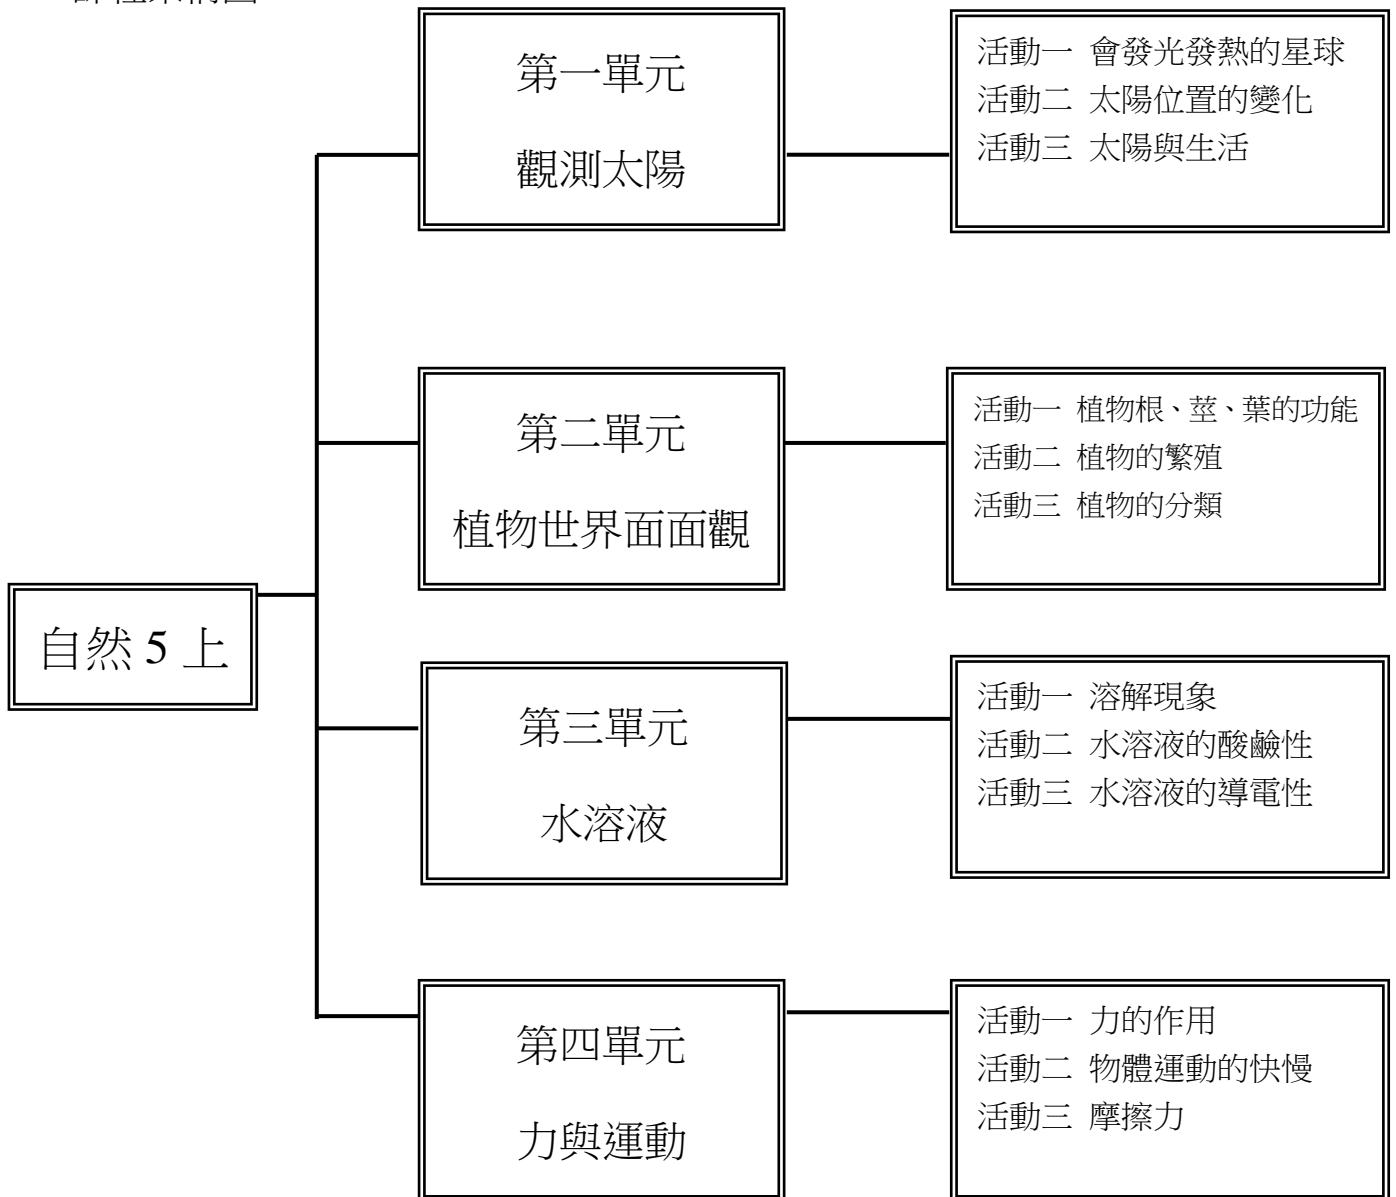 第一單元
觀測太陽
活動一 會發光發熱的星球
活動二 太陽位置的變化
活動三 太陽與生活
第二單元
植物世界面面觀
活動一 植物根、莖、葉的功能
活動二 植物的繁殖
活動三 植物的分類
自然 5 上
第三單元
水溶液
活動一 溶解現象
活動二 水溶液的酸鹼性
活動三 水溶液的導電性
第四單元
力與運動
活動一 力的作用
活動二 物體運動的快慢
活動三 摩擦力